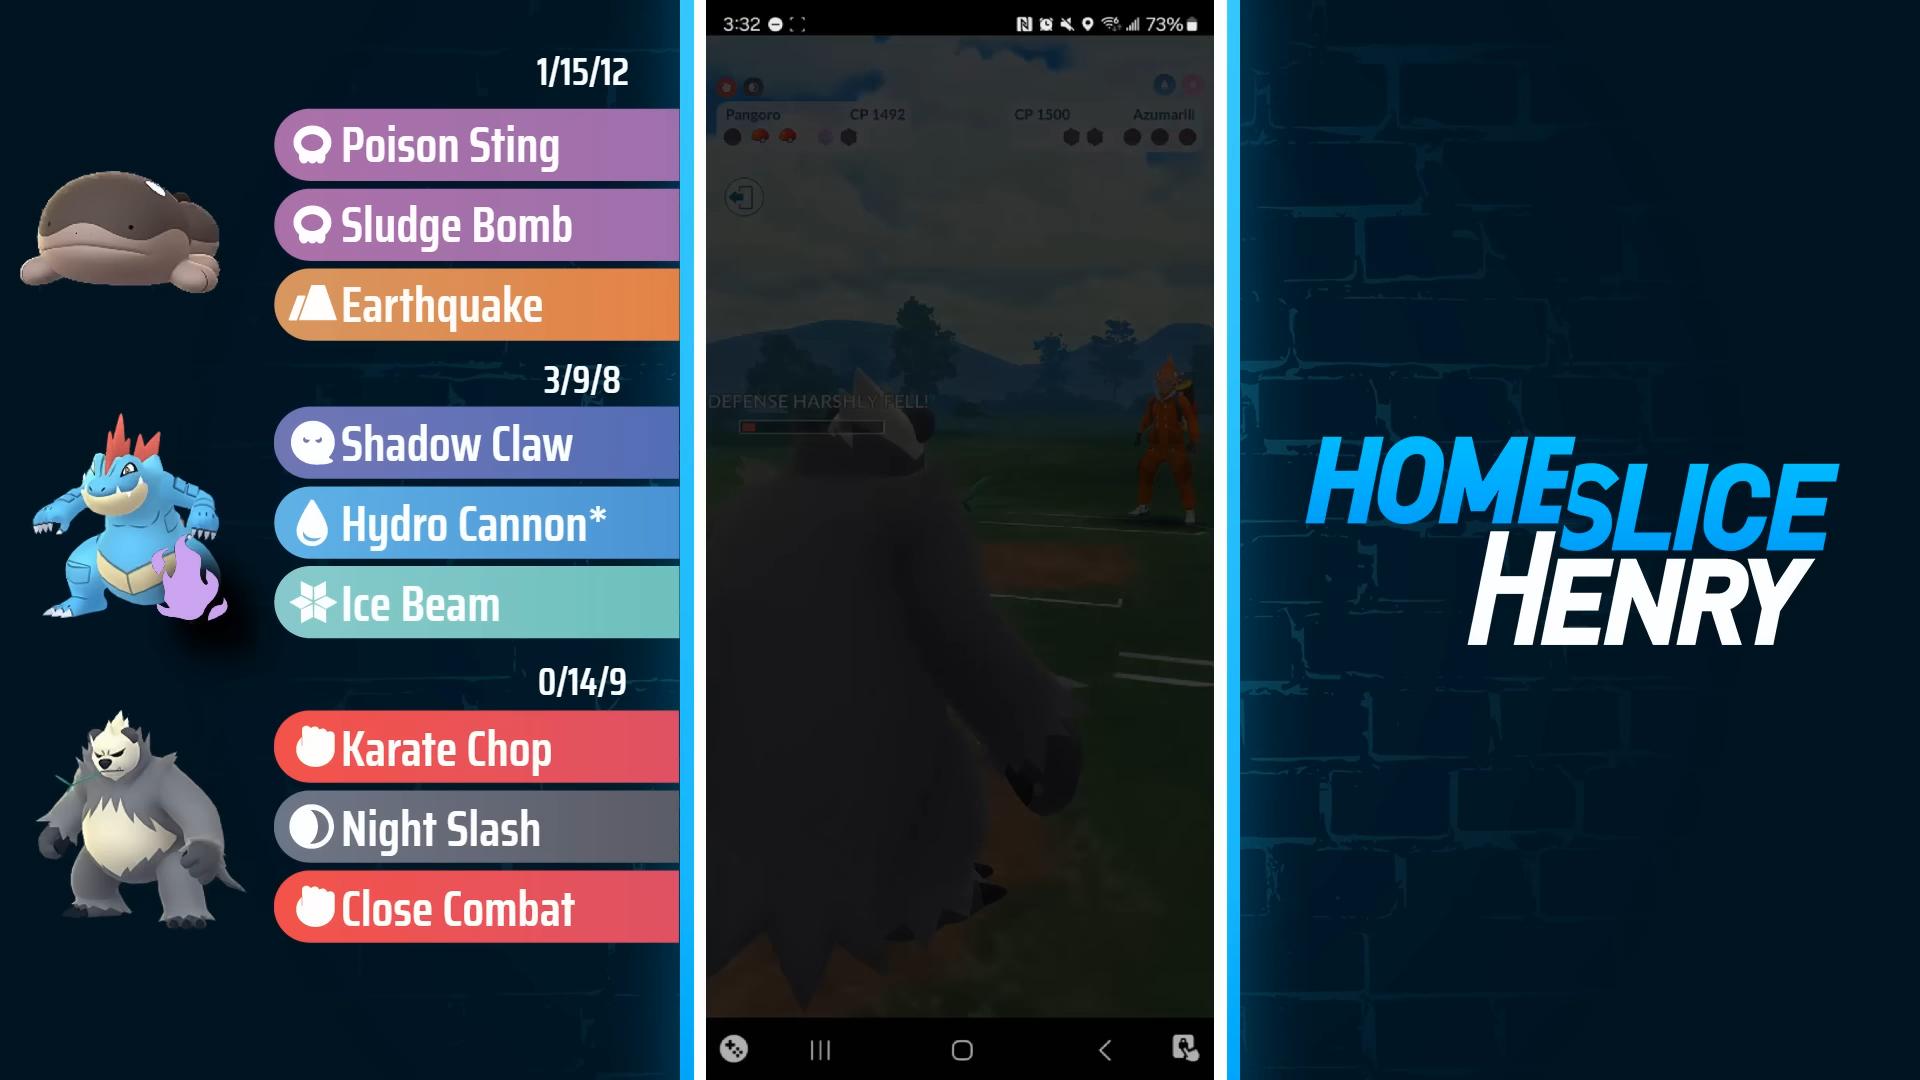 1/15/12
Poison Sting
Sludge Bomb
Earthquake
3/9/8
Shadow Claw
Hydro Cannon*
Ice Beam
0/14/9
Karate Chop
Night Slash
Close Combat
3:32
73%
Pangoro CP 1492
CP 1500 Azumarill
DEFENSE HARSHLY FELL!
HOMESLICE
HENRY